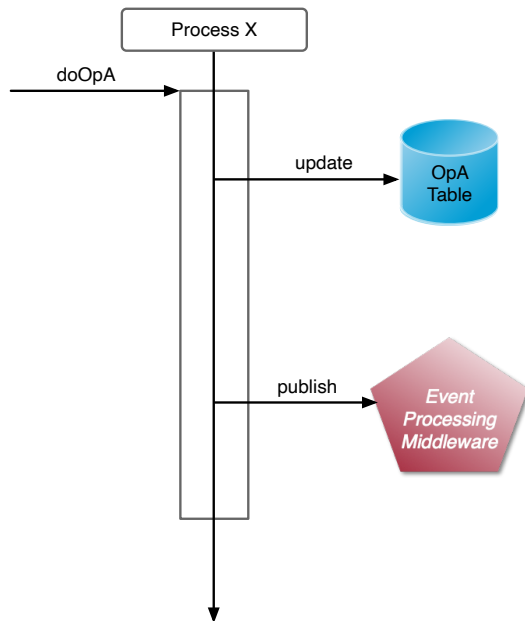 Process X
doOpA
update
OpA
Table
publish
Event
Processing
Middleware